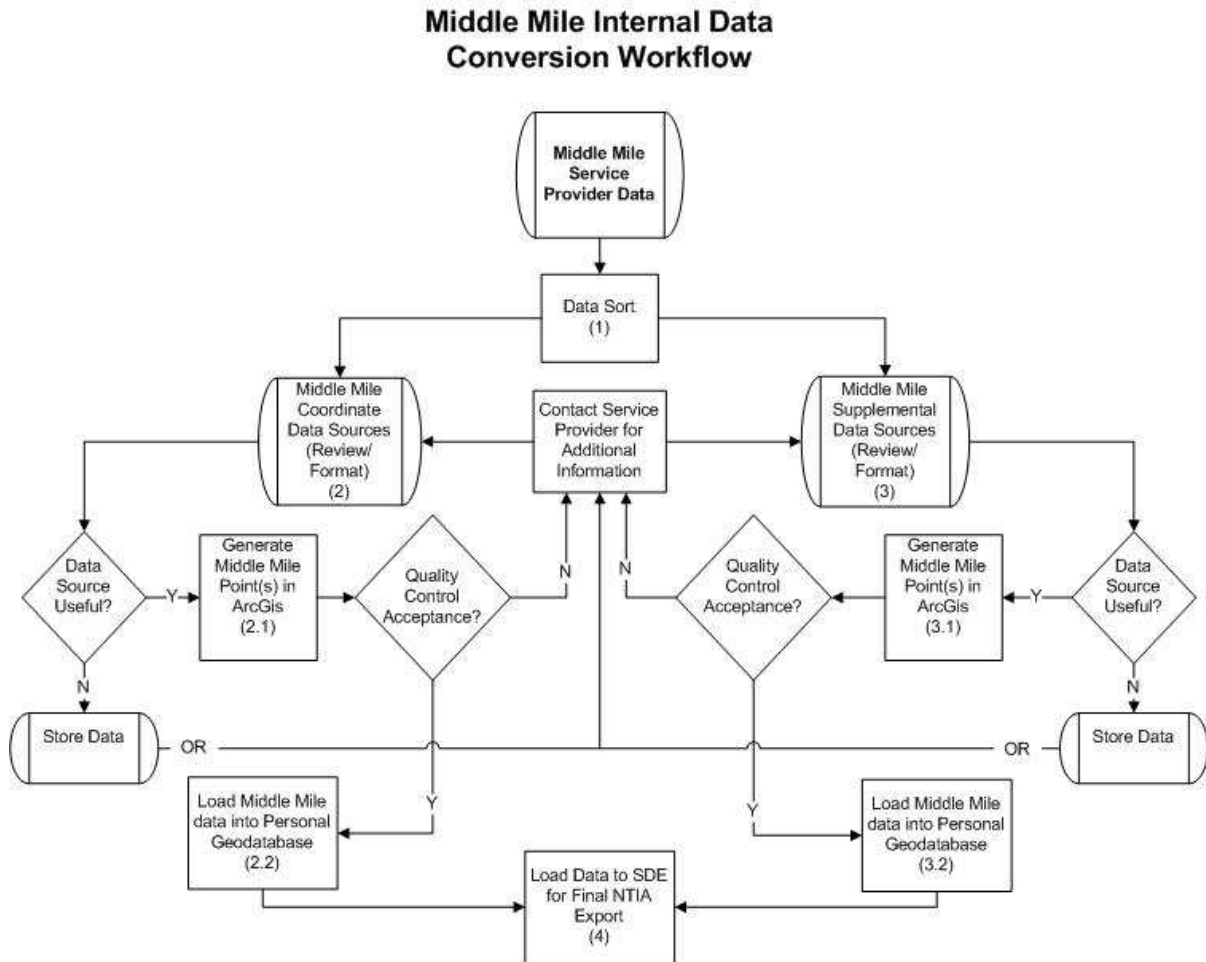 Middle Mile Internal Data
Conversion Workflow
Middle Mile
Service
Provider Data
Data Sort
(1)
Middle Mile
Coordinate
Data Sources
(Review/
Format)
(2)
Contact Service
Provider for
Additional
Information
Middle Mile
Supplemental
Data Sources
(Review/
Format)
(3)
Data
Source
Useful?
Y
Generate
Middle Mile
Point(s) in
ArcGis
(2.1)
Quality
Control
Acceptance?
N
N
Quality
Control
Acceptance?
Generate
Middle Mile
Point(s) in
ArcGis
(3.1)
Y
Data
Source
Useful?
N
N
Store Data
OR
OR
Store Data
Y
Y
Load Middle Mile
data into Personal
Geodatabase
(2.2)
Load Middle Mile
data into Personal
Geodatabase
(3.2)
Load Data to SDE
for Final NTIA
Export
(4)